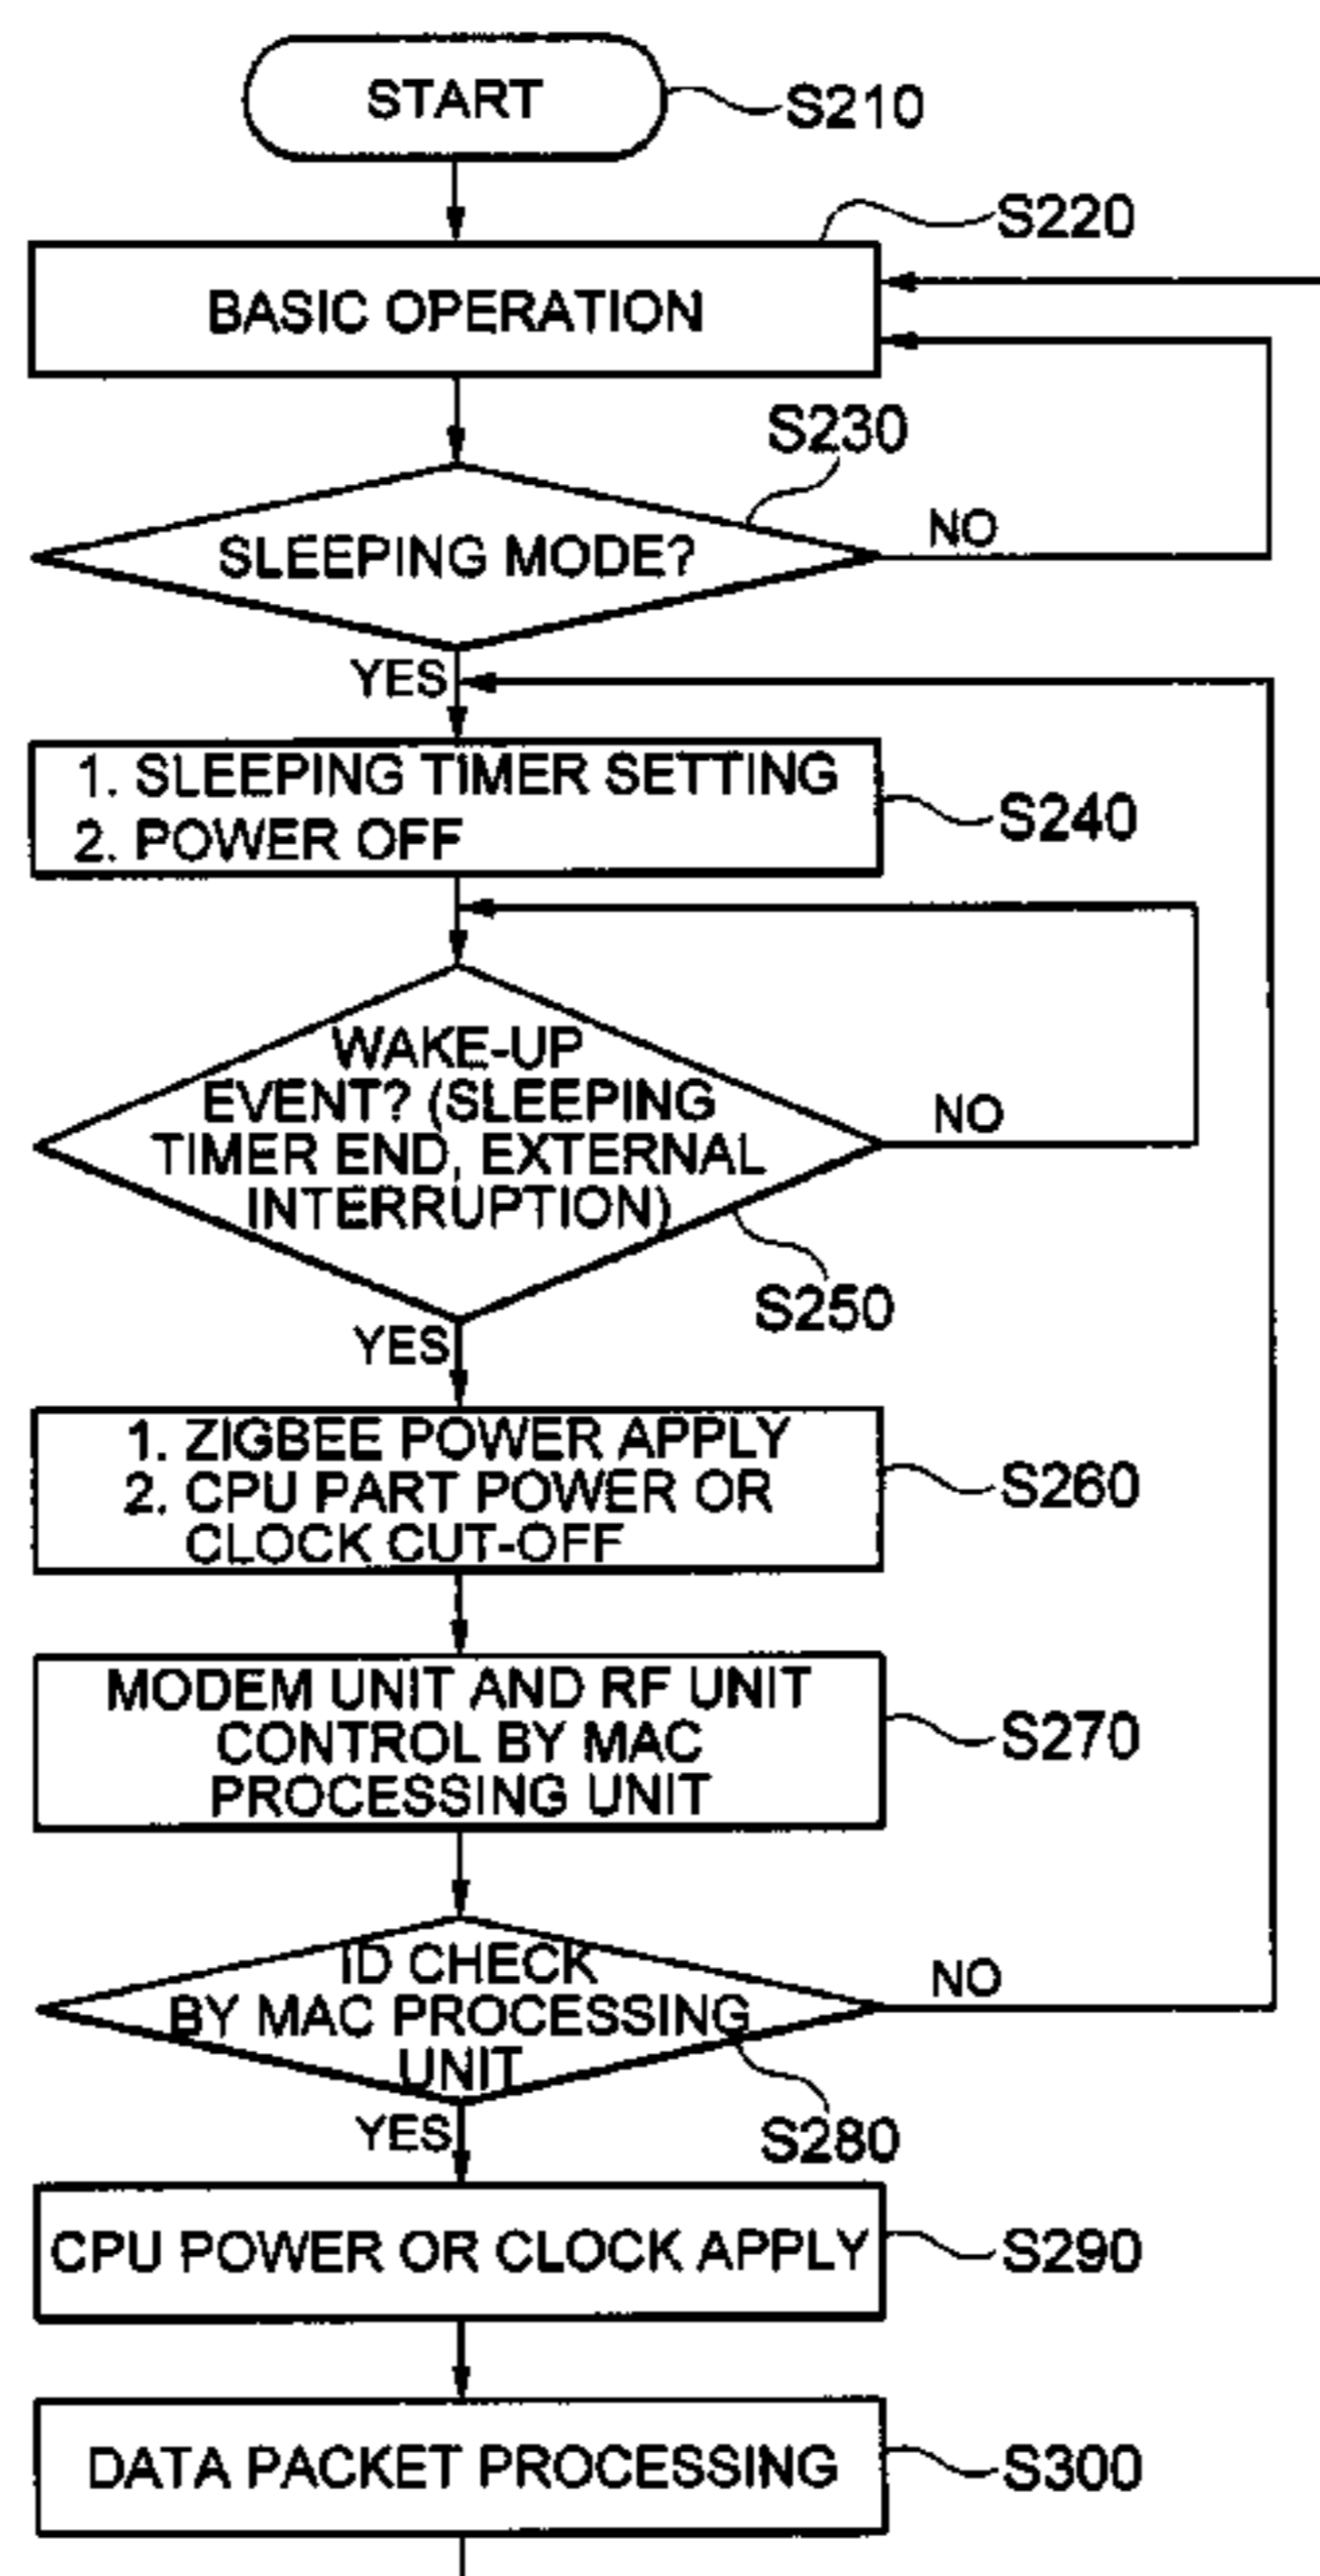 START
S210
S220
BASIC OPERATION
S230
SLEEPING MODE?
NO
YES
1. SLEEPING TIMER SETTING
2. POWER OFF
S240
WAKE-UP
EVENT? (SLEEPING
TIMER END, EXTERNAL
INTERRUPTION)
NO
S250
YES
1. ZIGBEE POWER APPLY
2. CPU PART POWER OR
CLOCK CUT-OFF
S260
MODEM UNIT AND RF UNIT
CONTROL BY MAC
PROCESSING UNIT
S270
ID CHECK
BY MAC PROCESSING
UNIT
NO
S280
YES
CPU POWER OR CLOCK APPLY
S290
DATA PACKET PROCESSING
S300